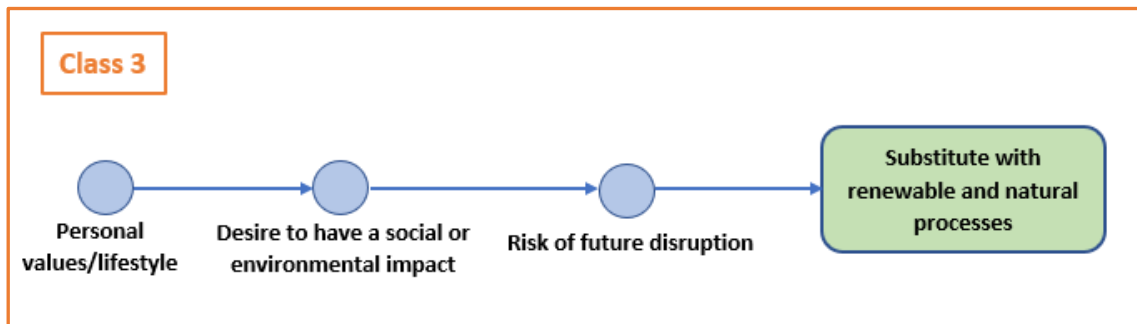 Class 3
Personal
values/lifestyle
Desire to have a social or
environmental impact
Risk of future disruption
Substitute with
renewable and natural
processes